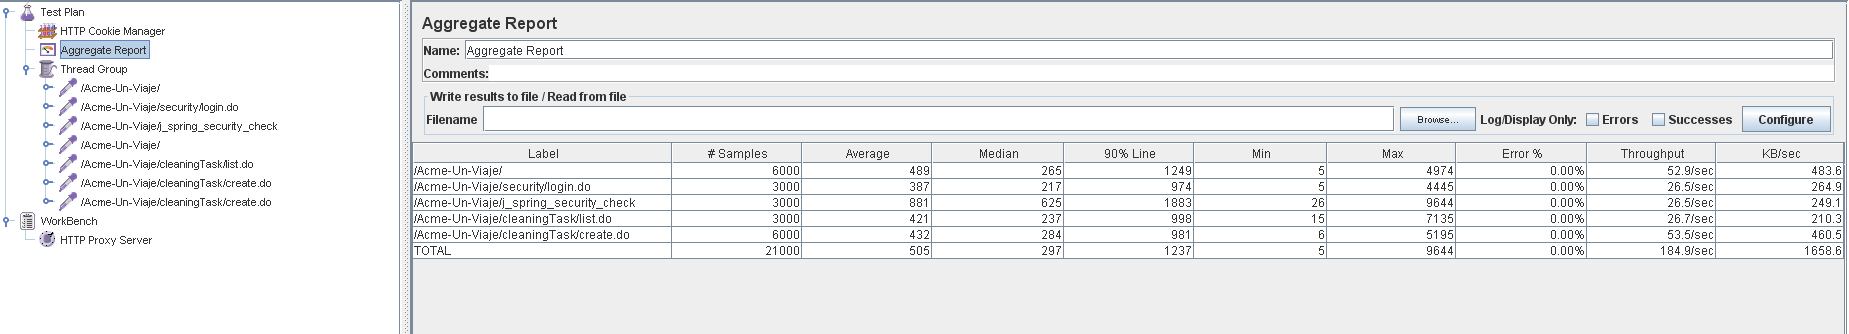 Test Plan
HTTP Cookie Manager
Aggregate Report
Thread Group
/Acme-Un-Viaje/
/Acme-Un-Viaje/security/login.do
/Acme-Un-Viaje/j_spring_security_check
/Acme-Un-Viaje/
/Acme-Un-Viaje/cleaningTask/list.do
/Acme-Un-Viaje/cleaningTask/create.do
/Acme-Un-Viaje/cleaningTask/create.do
WorkBench
HTTP Proxy Server
Aggregate Report
Name: Aggregate Report
Comments:
Write results to file / Read from file
Filename Browse... Log/Display Only: Errors Successes Configure
Label # Samples Average Median 90% Line Min Max Error % Throughput KB/sec
/Acme-Un-Viaje/ 6000 489 265 1249 5 4974 0.00% 52.9/sec 483.6
/Acme-Un-Viaje/security/login.do 3000 387 217 974 5 4445 0.00% 26.5/sec 264.9
/Acme-Un-Viaje/j_spring_security_check 3000 881 625 1883 26 9644 0.00% 26.5/sec 249.1
/Acme-Un-Viaje/cleaningTask/list.do 3000 421 237 998 15 7135 0.00% 26.7/sec 210.3
/Acme-Un-Viaje/cleaningTask/create.do 6000 432 284 981 6 5195 0.00% 53.5/sec 460.5
TOTAL 21000 505 297 1237 5 9644 0.00% 184.9/sec 1658.6